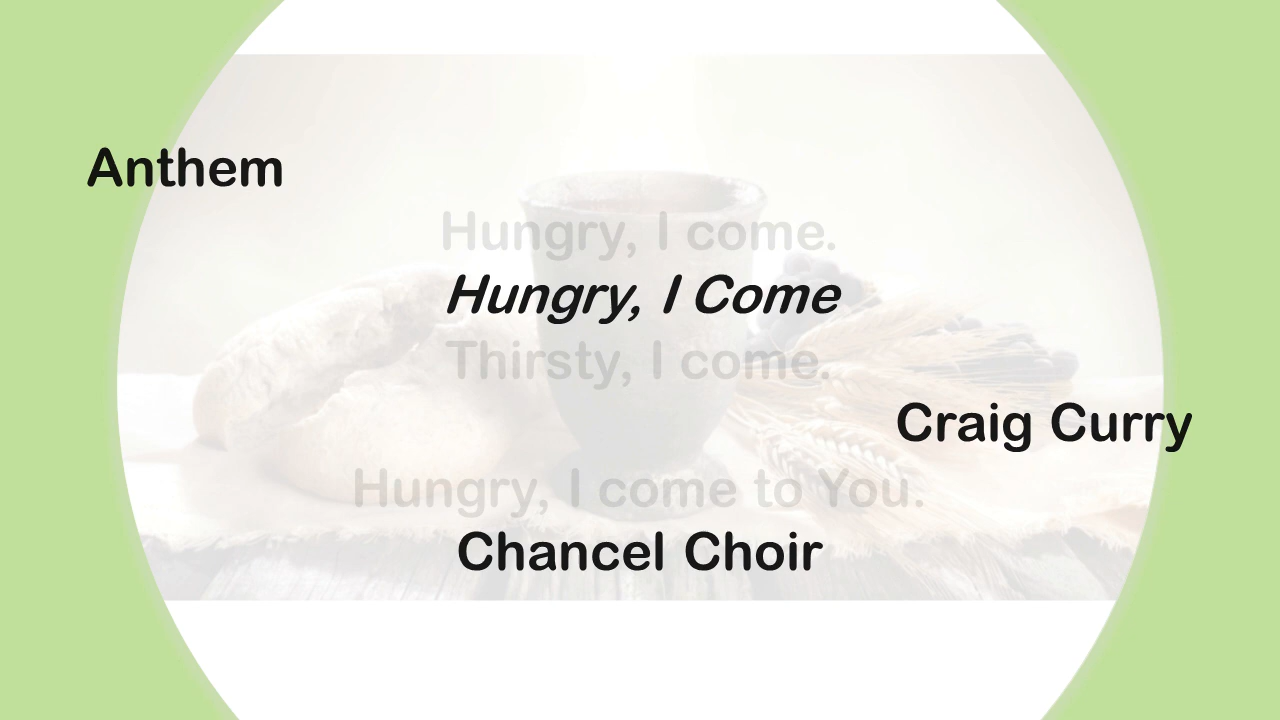 Anthem
Hungry, I come.
Hungry, I Come
Thirsty, I come.
Craig Curry
Hungry, I come to You.
Chancel Choir